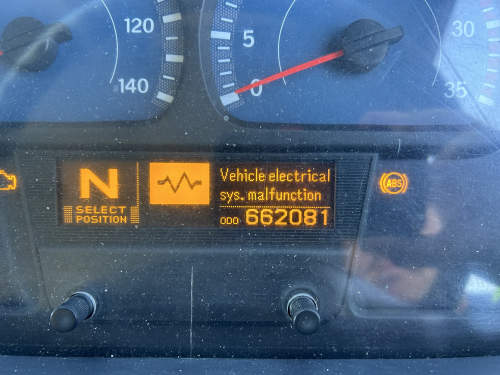 120
140
5
0
30
35
N
SELECT
POSITION
Vehicle electrical
sys. malfunction
ODO 662081
ABS